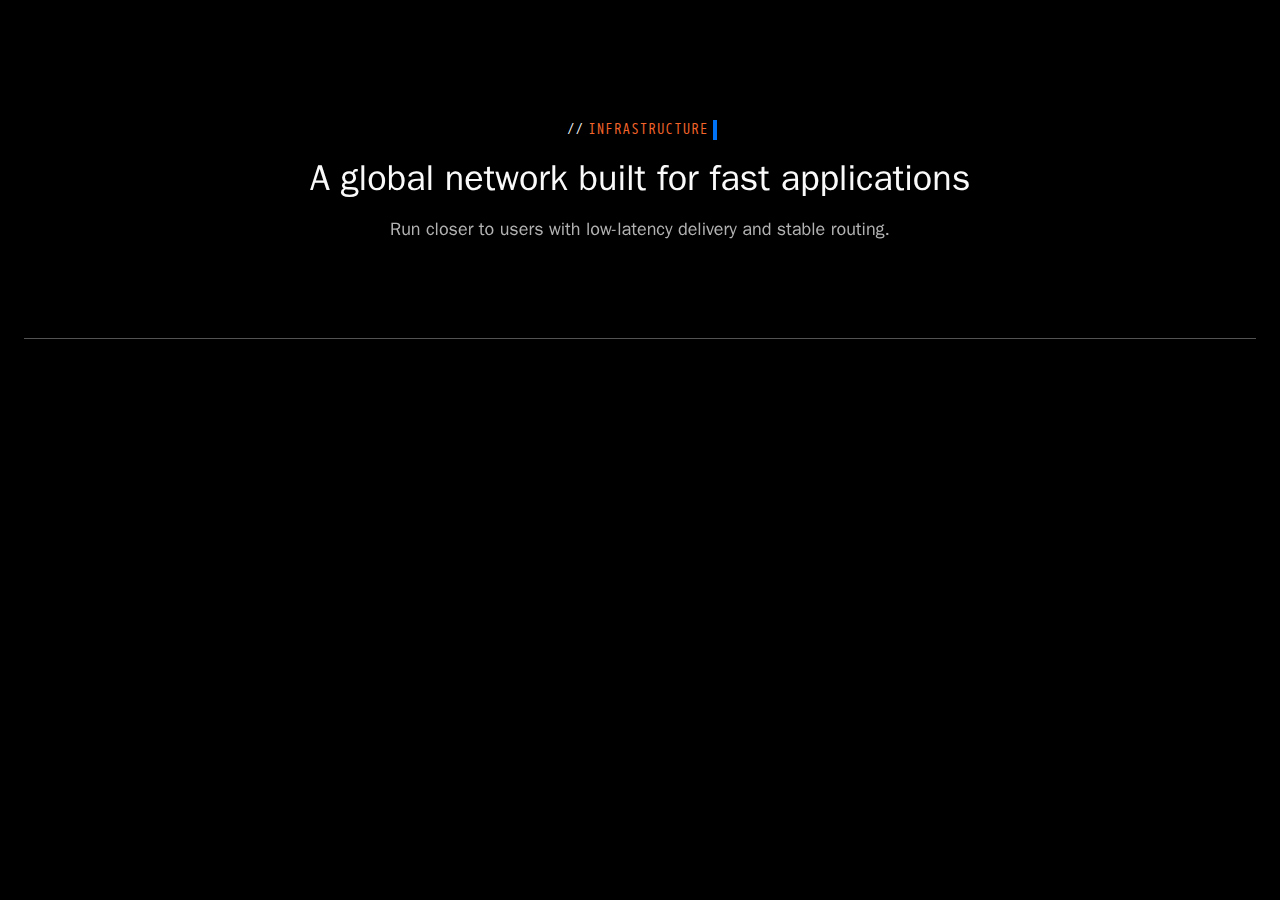 // INFRASTRUCTURE
A global network built for fast applications
Run closer to users with low-latency delivery and stable routing.